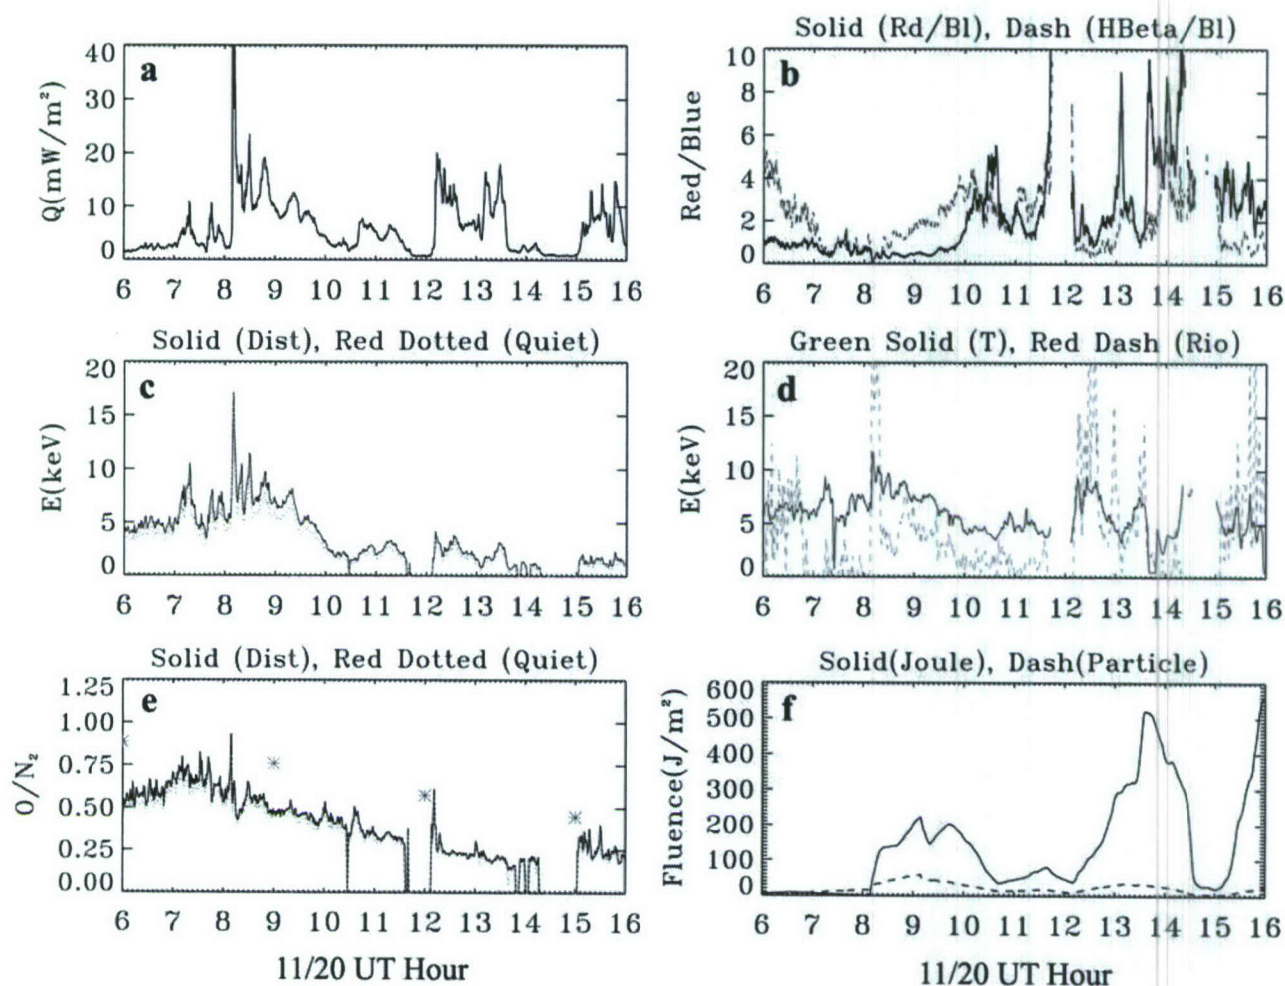 Solid (Rd/Bl), Dash (HBeta/Bl)
a
Q(mW/m²)
40
30
20
10
0
6 7 8 9 10 11 12 13 14 15 16
b
Red/Blue
10
8
6
4
2
0
6 7 8 9 10 11 12 13 14 15 16
Solid (Dist), Red Dotted (Quiet)
c
E(keV)
20
15
10
5
0
6 7 8 9 10 11 12 13 14 15 16
Green Solid (T), Red Dash (Rio)
d
E(keV)
20
15
10
5
0
6 7 8 9 10 11 12 13 14 15 16
Solid (Dist), Red Dotted (Quiet)
e
O/N₂
1.25
1.00
0.75
0.50
0.25
0.00
6 7 8 9 10 11 12 13 14 15 16
11/20 UT Hour
Solid(Joule), Dash(Particle)
f
Fluence(J/m²)
600
500
400
300
200
100
0
6 7 8 9 10 11 12 13 14 15 16
11/20 UT Hour